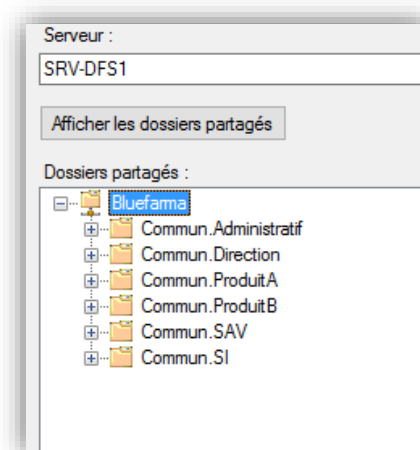 Serveur :
SRV-DFS1
Afficher les dossiers partagés
Dossiers partagés :
Bluefarma
Commun.Administratif
Commun.Direction
Commun.ProduitA
Commun.ProduitB
Commun.SAV
Commun.SI